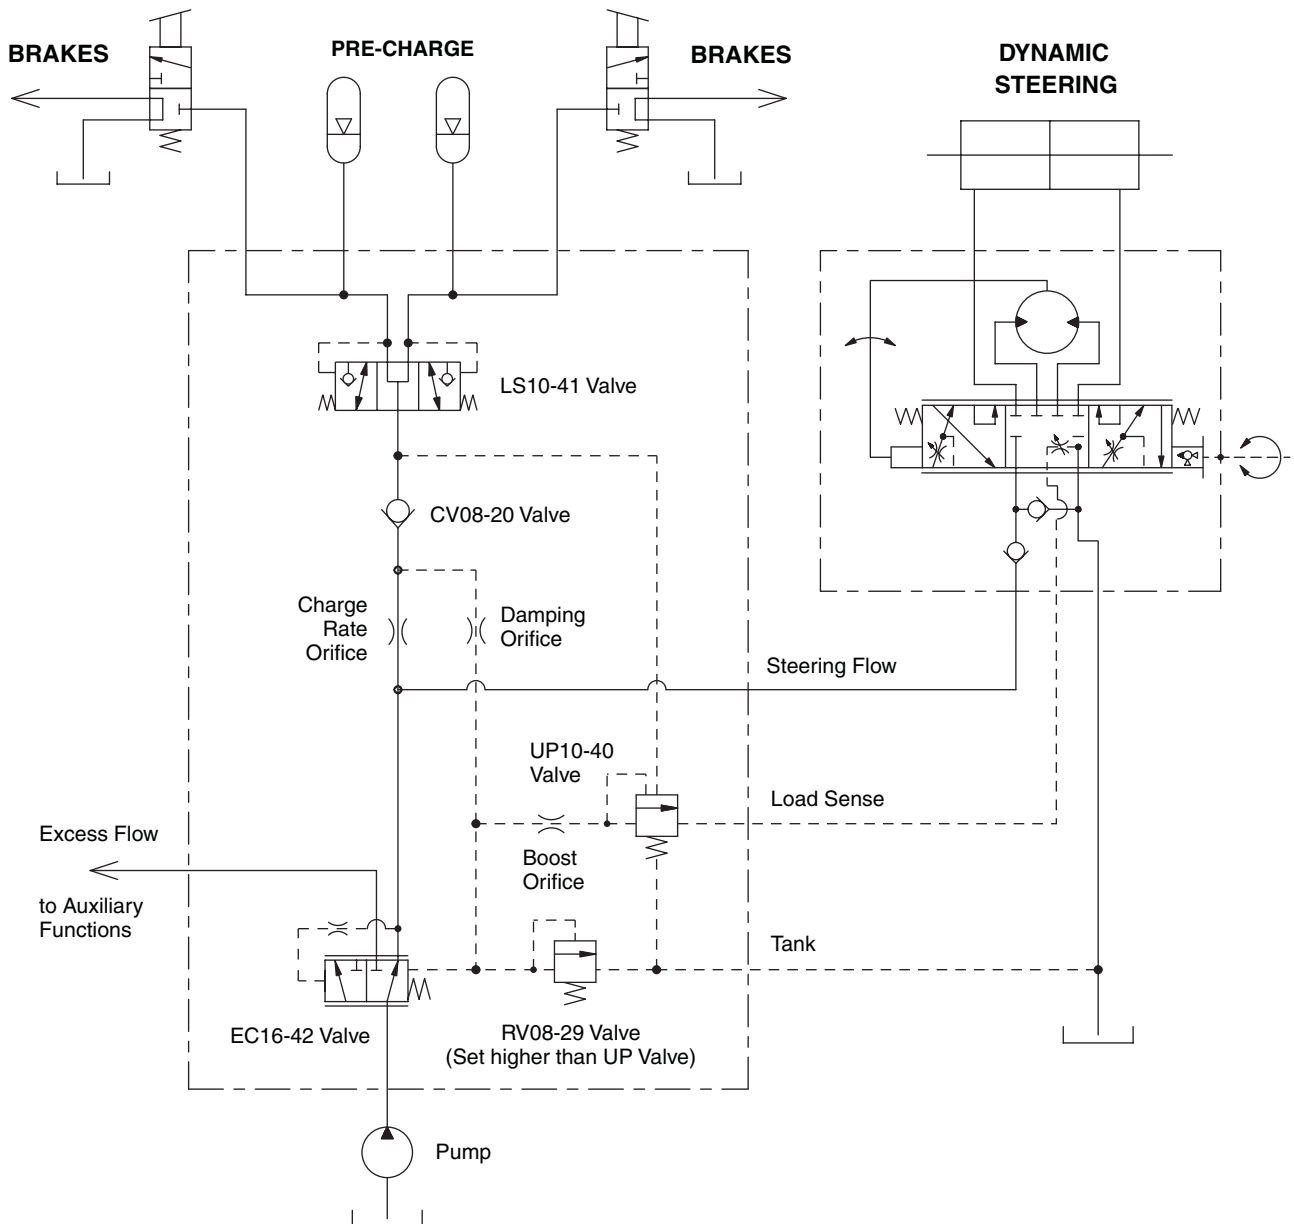 BRAKES
PRE-CHARGE
BRAKES
DYNAMIC
STEERING
LS10-41 Valve
CV08-20 Valve
Charge
Rate
Orifice
Damping
Orifice
Steering Flow
UP10-40
Valve
Load Sense
Excess Flow
Boost
Orifice
to Auxiliary
Functions
Tank
EC16-42 Valve
RV08-29 Valve
(Set higher than UP Valve)
Pump